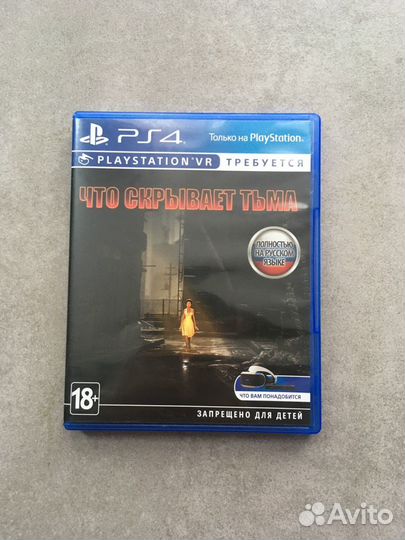 PS4
Только на PlayStation
PLAYSTATION®VR ТРЕБУЕТСЯ
ЧТО СКРЫВАЕТ ТЬМА
ПОЛНОСТЬЮ
НА РУССКОМ
ЯЗЫКЕ
ЧТО ВАМ ПОНАДОБИТСЯ
18+
ЗАПРЕЩЕНО ДЛЯ ДЕТЕЙ
Avito